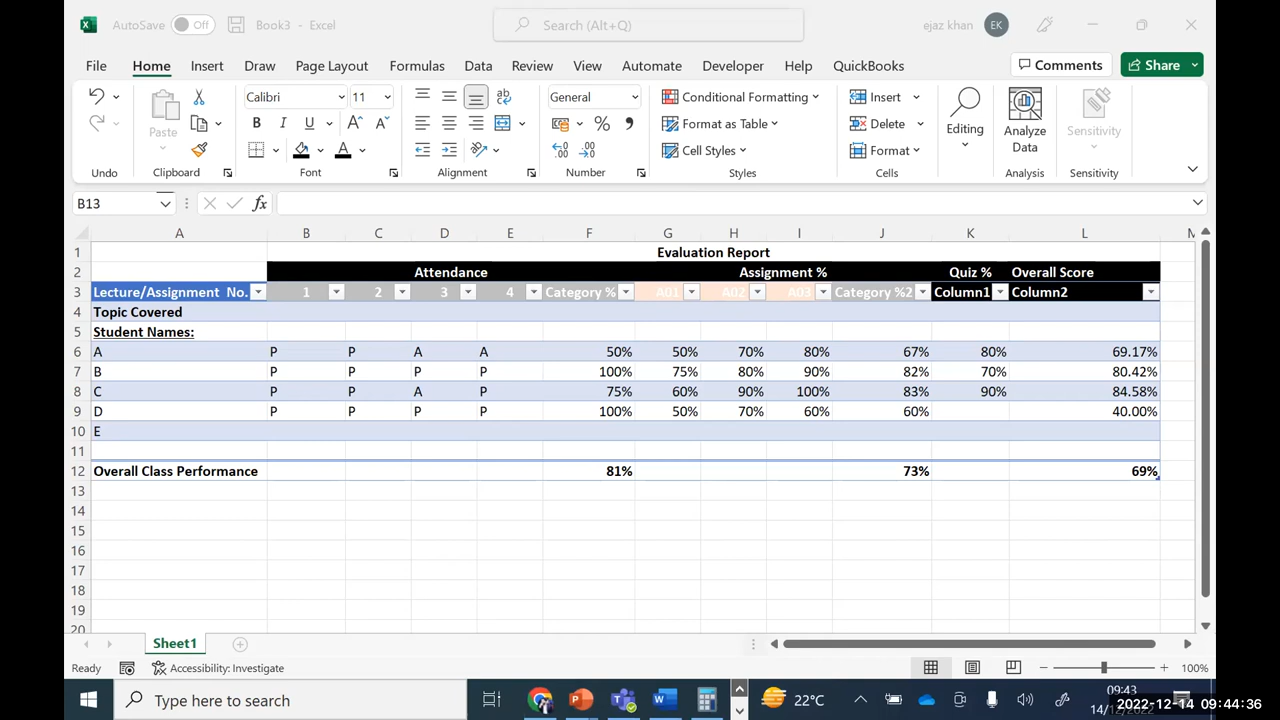 AutoSave Off Book3 - Excel Search (Alt+Q) ejaz khan EK
File Home Insert Draw Page Layout Formulas Data Review View Automate Developer Help QuickBooks Comments Share
Calibri 11 General Conditional Formatting Insert
Paste B I U Format as Table Delete Editing Analyze Data Sensitivity
Cell Styles Format
Undo Clipboard Font Alignment Number Styles Cells Analysis Sensitivity
B13 fx
A B C D E F G H I J K L M
1 Evaluation Report
2 Attendance Assignment % Quiz % Overall Score
3 Lecture/Assignment No. 1 2 3 4 Category % A01 A02 A03 Category %2 Column1 Column2
4 Topic Covered
5 Student Names:
6 A P P A A 50% 50% 70% 80% 67% 80% 69.17%
7 B P P P P 100% 75% 80% 90% 82% 70% 80.42%
8 C P P A P 75% 60% 90% 100% 83% 90% 84.58%
9 D P P P P 100% 50% 70% 60% 60% 40.00%
10 E
11
12 Overall Class Performance 81% 73% 69%
13
14
15
16
17
18
19
20
Sheet1
Ready Accessibility: Investigate 100%
Type here to search 22°C 09:43
14/12/2022
2022-12-14 09:44:36